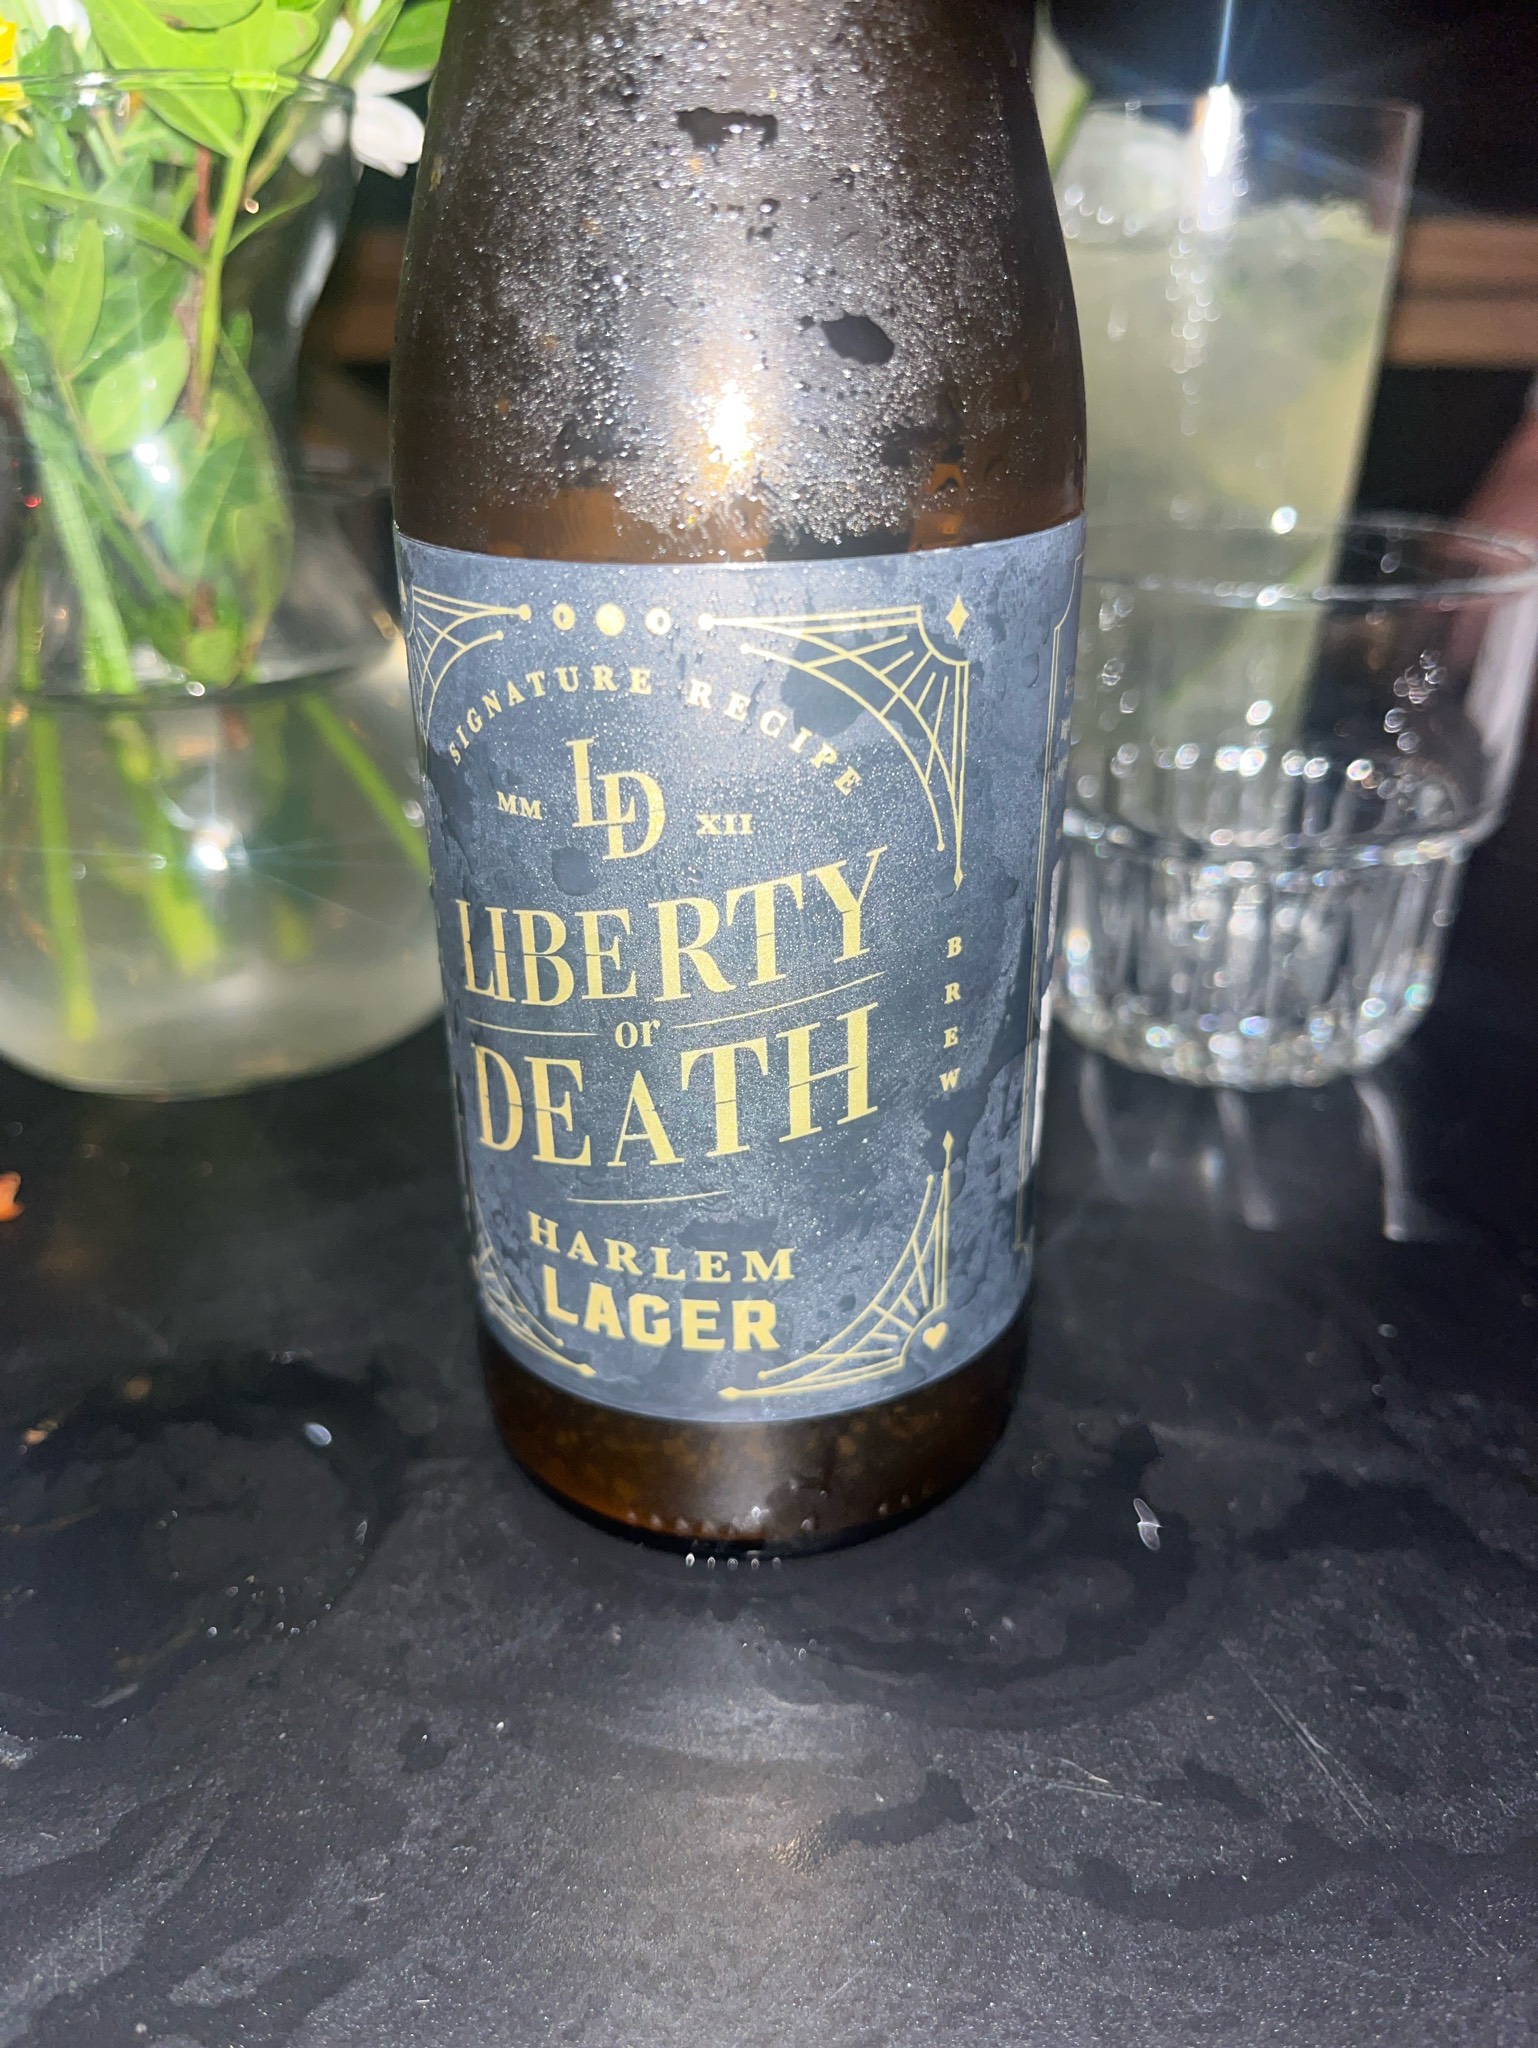 SIGNATURE RECIPE
MM LD XII
LIBERTY
or
DEATH
HARLEM
LAGER
BREW